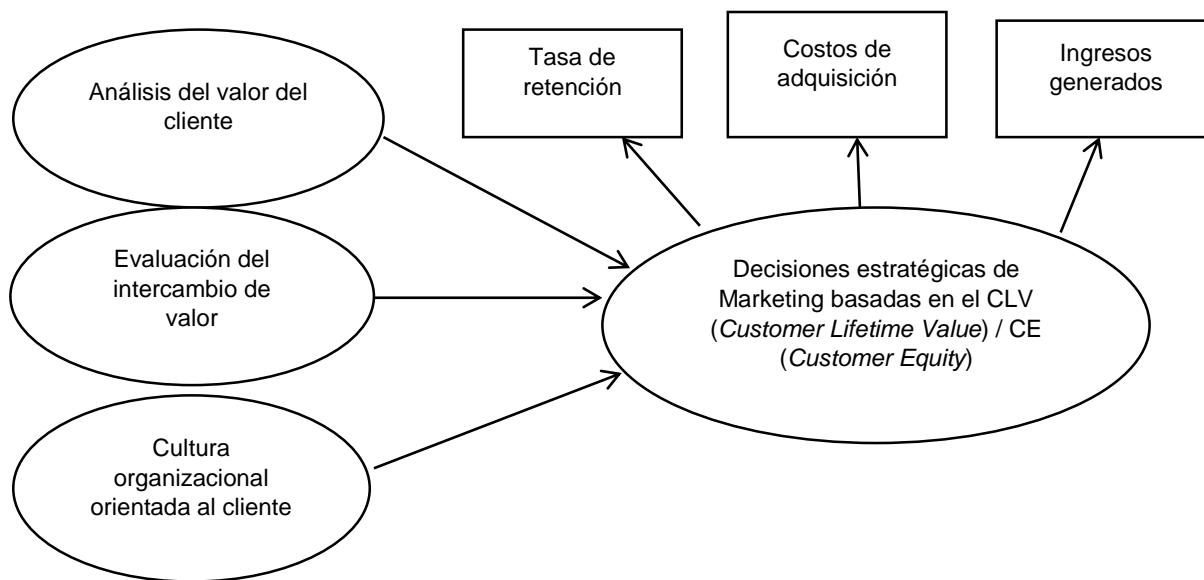 Análisis del valor del
cliente
Evaluación del
intercambio de
valor
Cultura
organizacional
orientada al cliente
Tasa de
retención
Costos de
adquisición
Ingresos
generados
Decisiones estratégicas de
Marketing basadas en el CLV
(Customer Lifetime Value) / CE
(Customer Equity)